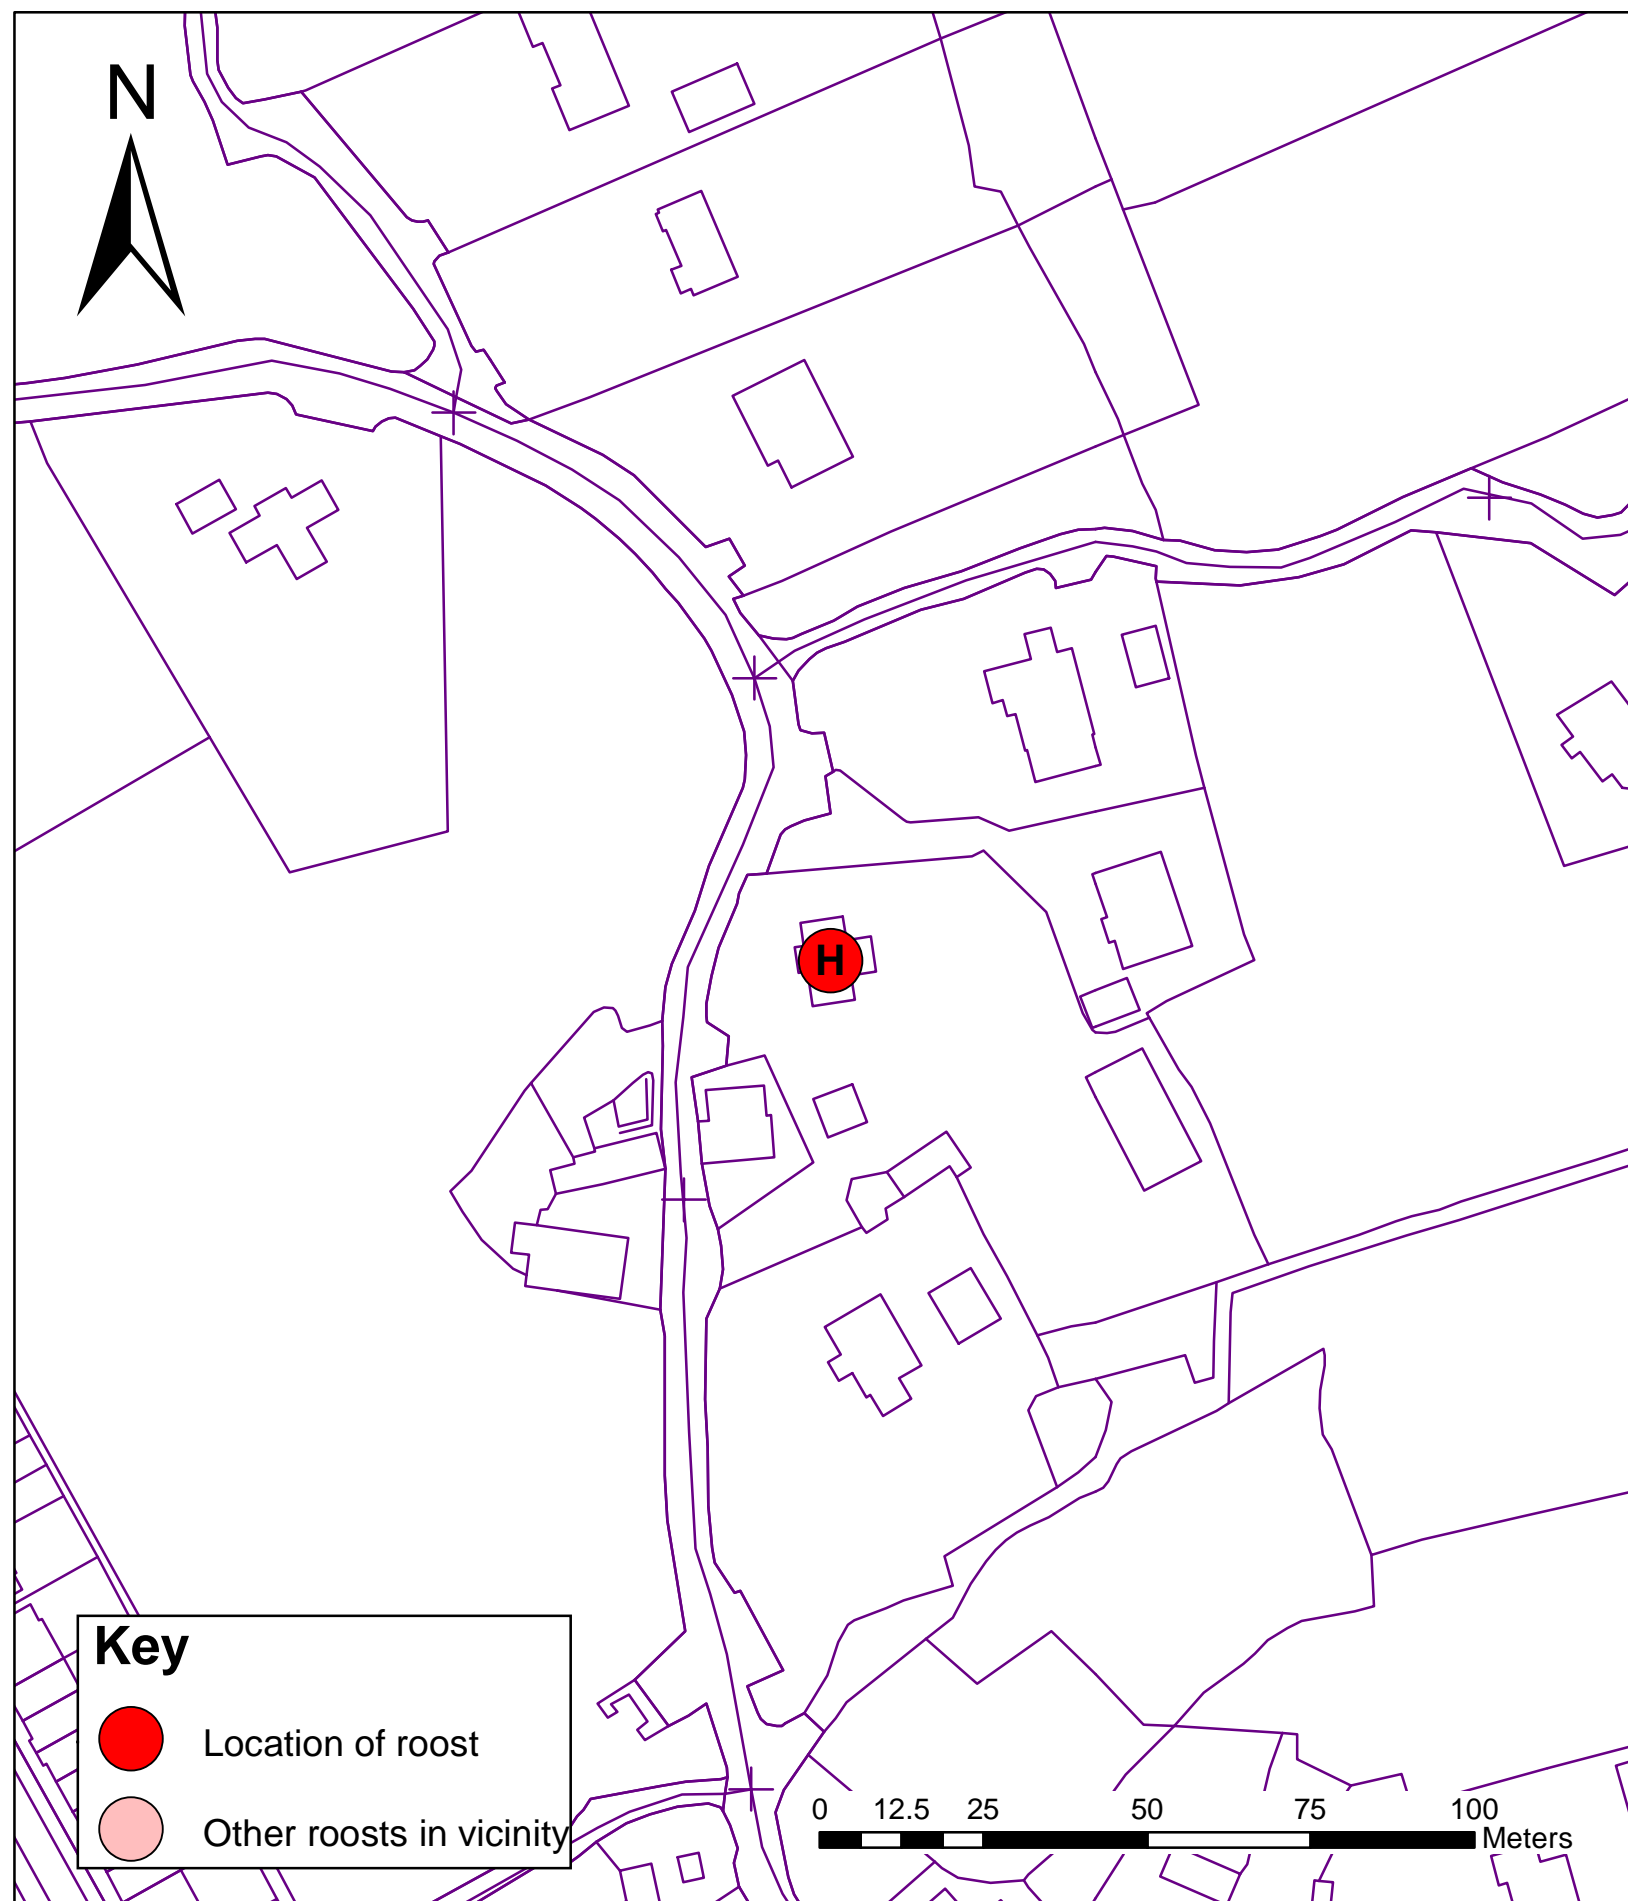 N
H
Key
Location of roost
Other roosts in vicinity
0 12.5 25 50 75 100
Meters